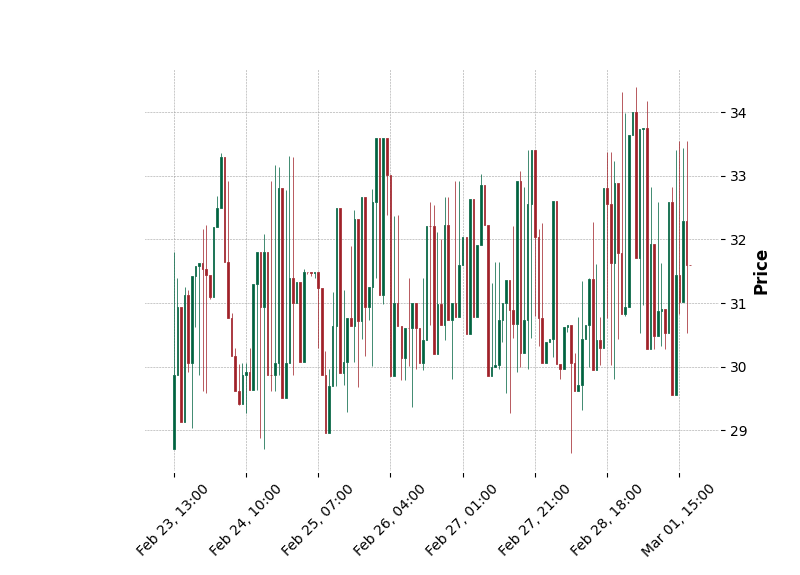 34
33
32
31
30
29
Price
Feb 23, 13:00
Feb 24, 10:00
Feb 25, 07:00
Feb 26, 04:00
Feb 27, 01:00
Feb 27, 21:00
Feb 28, 18:00
Mar 01, 15:00